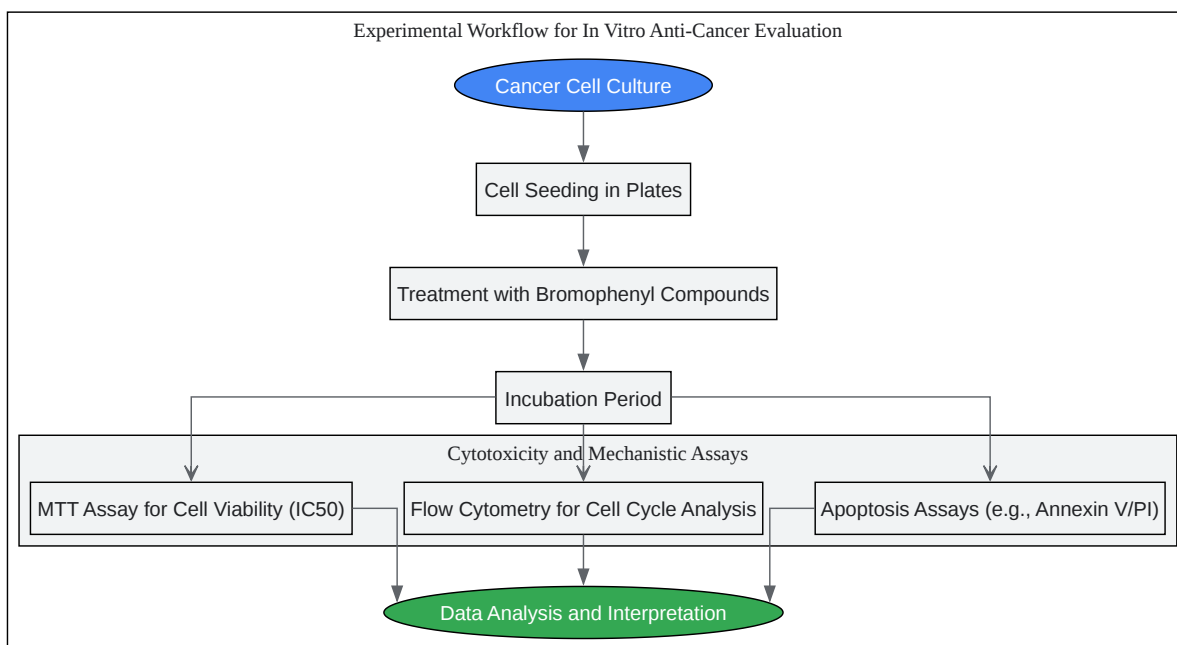 Experimental Workflow for In Vitro Anti-Cancer Evaluation
Cancer Cell Culture
Cell Seeding in Plates
Treatment with Bromophenyl Compounds
Incubation Period
Cytotoxicity and Mechanistic Assays
MTT Assay for Cell Viability (IC50)
Flow Cytometry for Cell Cycle Analysis
Apoptosis Assays (e.g., Annexin V/PI)
Data Analysis and Interpretation